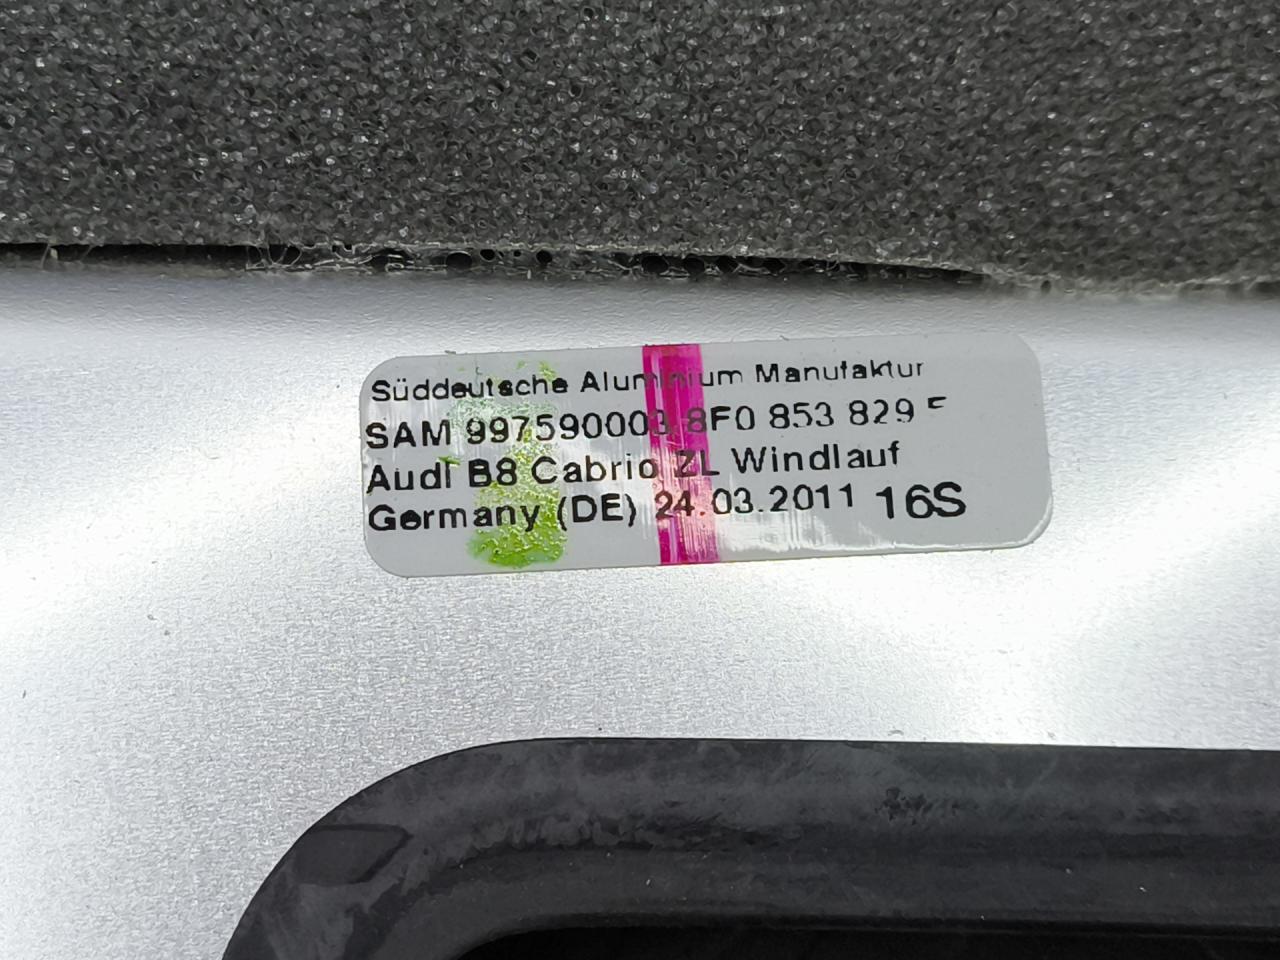 Süddeutsche Aluminium Manufaktur
SAM 997590003 8F0 853 829 F
Audi B8 Cabrio ZL Windlauf
Germany (DE) 24.03.2011 16S